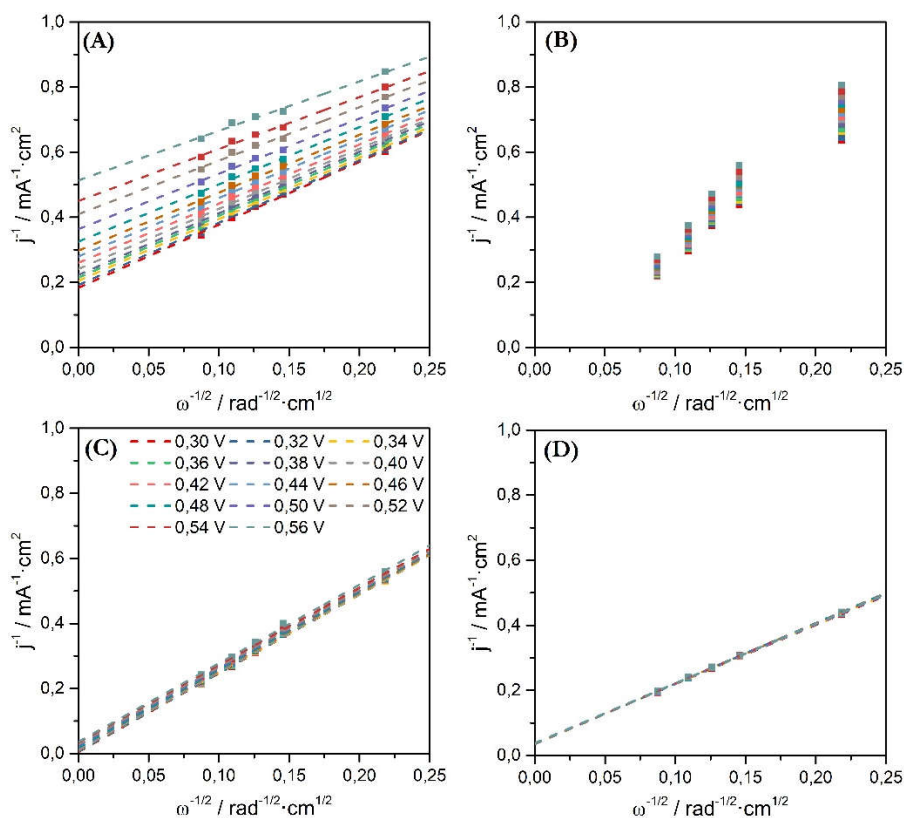 (A)
1,0
0,8
0,6
0,4
0,2
0,0
j⁻¹ / mA⁻¹·cm²
0,00 0,05 0,10 0,15 0,20 0,25
ω⁻¹/² / rad⁻¹/²·cm¹/²
(B)
1,0
0,8
0,6
0,4
0,2
0,0
j⁻¹ / mA⁻¹·cm²
0,00 0,05 0,10 0,15 0,20 0,25
ω⁻¹/² / rad⁻¹/²·cm¹/²
(C)
0,30 V 0,32 V 0,34 V
0,36 V 0,38 V 0,40 V
0,42 V 0,44 V 0,46 V
0,48 V 0,50 V 0,52 V
0,54 V 0,56 V
1,0
0,8
0,6
0,4
0,2
0,0
j⁻¹ / mA⁻¹·cm²
0,00 0,05 0,10 0,15 0,20 0,25
ω⁻¹/² / rad⁻¹/²·cm¹/²
(D)
1,0
0,8
0,6
0,4
0,2
0,0
j⁻¹ / mA⁻¹·cm²
0,00 0,05 0,10 0,15 0,20 0,25
ω⁻¹/² / rad⁻¹/²·cm¹/²